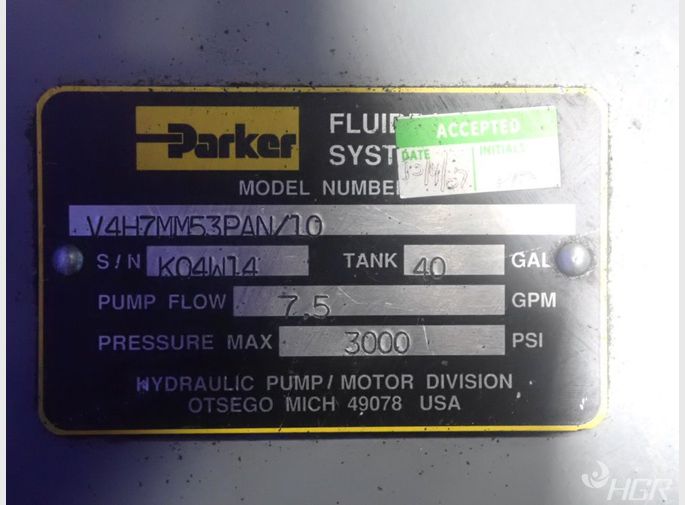 Parker
FLUID
SYST
ACCEPTED
DATE
INITIALS
MODEL NUMBER
V4H7MM53PAN/10
S/N K04W14 TANK 40 GAL
PUMP FLOW 7.5 GPM
PRESSURE MAX 3000 PSI
HYDRAULIC PUMP/MOTOR DIVISION
OTSEGO MICH 49078 USA
HGR